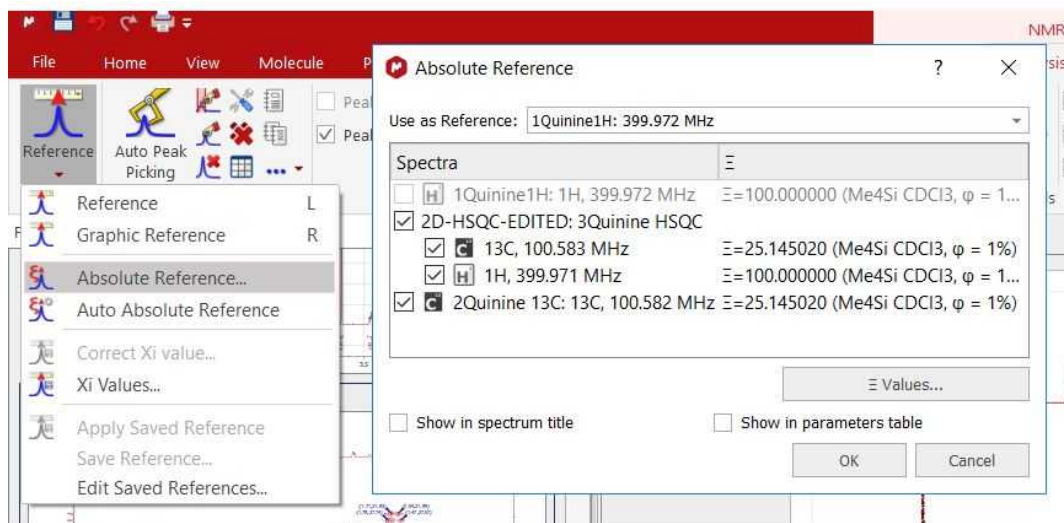 NMR
File Home View Molecule P
Reference
Auto Peak
Picking
Peak
Peak
Reference L
Graphic Reference R
Absolute Reference...
Auto Absolute Reference
Correct Xi value...
Xi Values...
Apply Saved Reference
Save Reference...
Edit Saved References...
Absolute Reference ? 
Use as Reference: 1Quinine1H: 399.972 MHz
Spectra Ξ
H 1Quinine1H: 1H, 399.972 MHz Ξ=100.000000 (Me4Si CDCl3, φ = 1...
2D-HSQC-EDITED: 3Quinine HSQC
C 13C, 100.583 MHz Ξ=25.145020 (Me4Si CDCl3, φ = 1%)
H 1H, 399.971 MHz Ξ=100.000000 (Me4Si CDCl3, φ = 1...
C 2Quinine 13C: 13C, 100.582 MHz Ξ=25.145020 (Me4Si CDCl3, φ = 1%)
Ξ Values...
Show in spectrum title Show in parameters table
OK Cancel
3.5